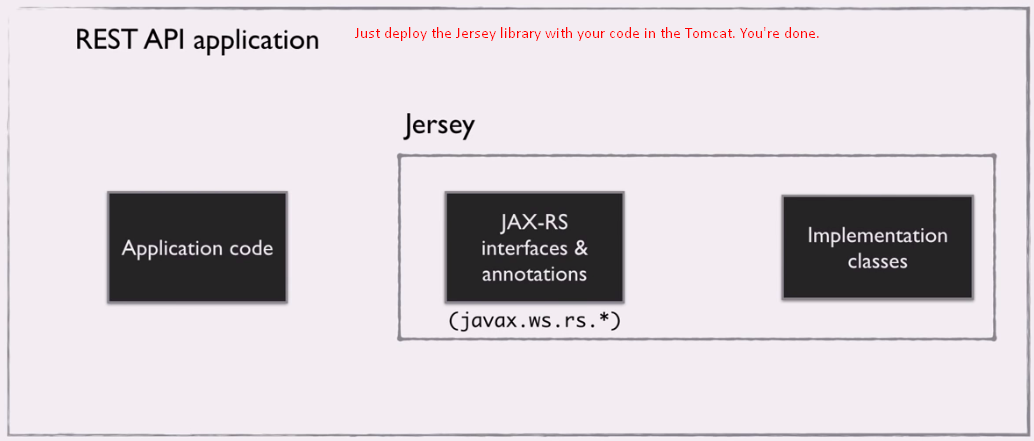 REST API application
Just deploy the Jersey library with your code in the Tomcat. You're done.
Jersey
Application code
JAX-RS
interfaces &
annotations
(javax.ws.rs.*)
Implementation
classes